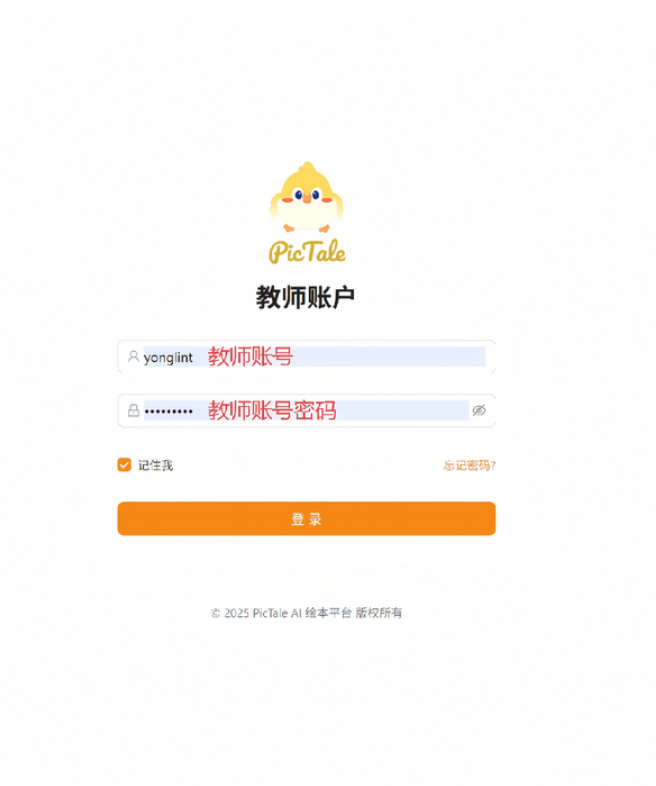 PicTale
教师账户
yonglint 教师账号
••••••••• 教师账号密码
记住我 忘记密码?
登 录
© 2025 PicTale AI 绘本平台 版权所有